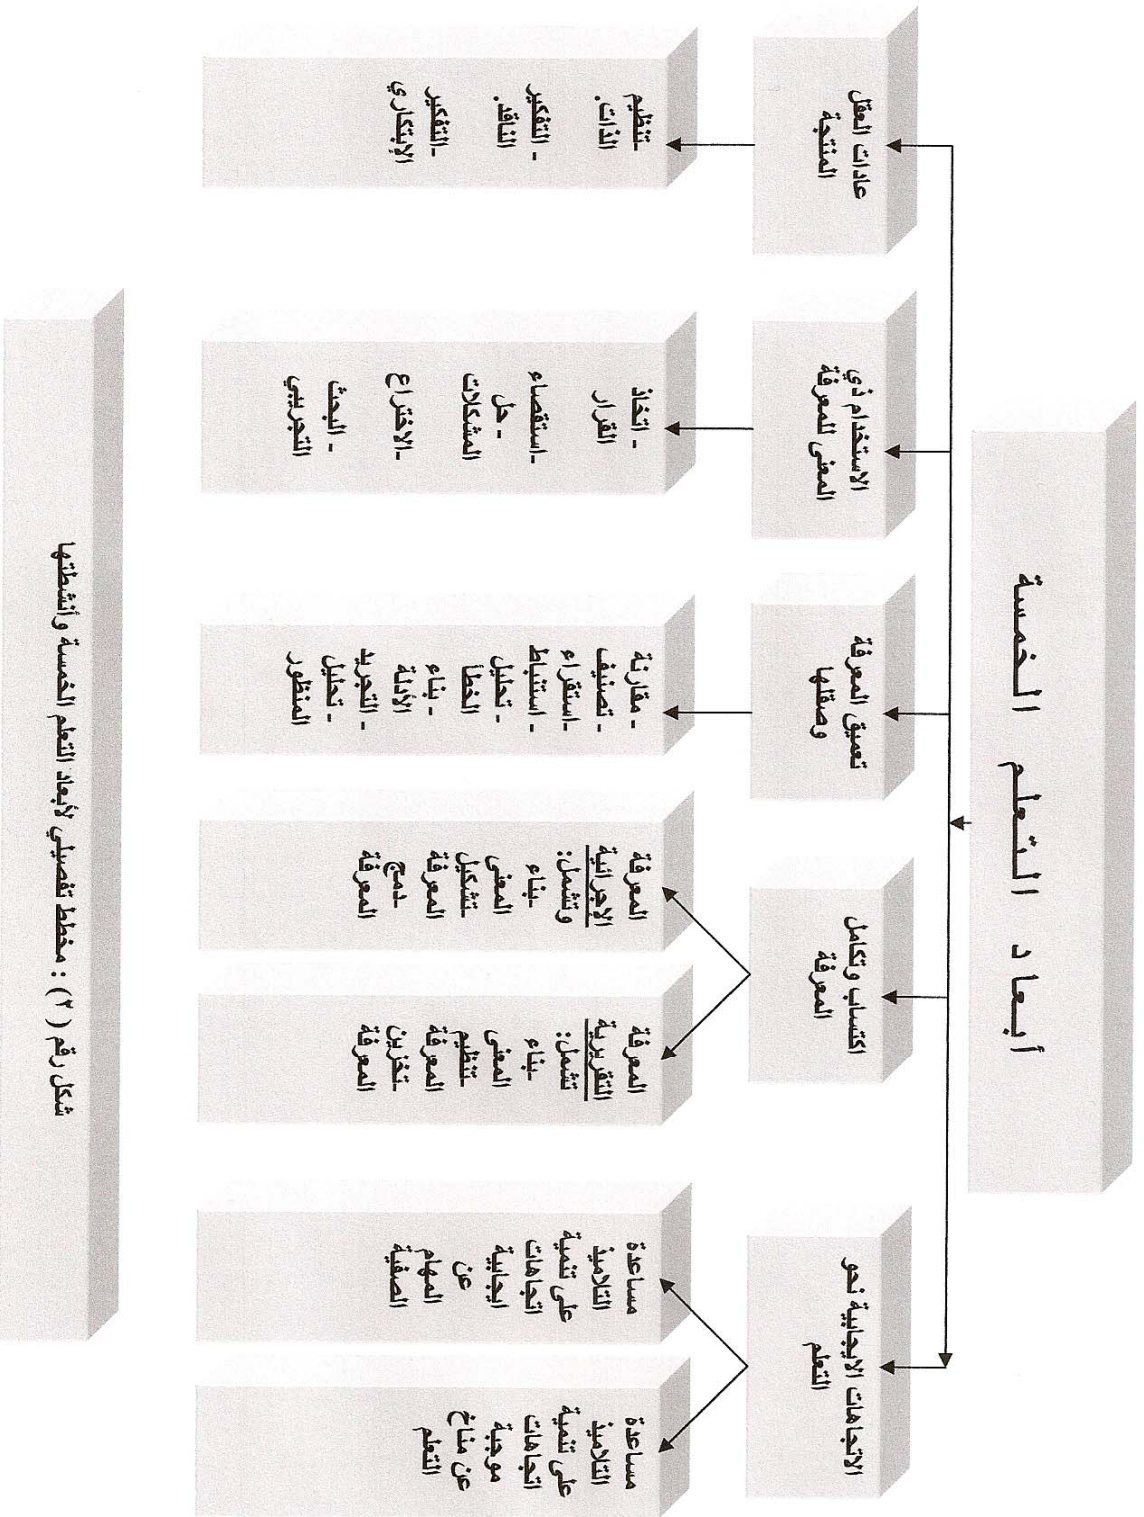 أبعاد التعلم الخمسة
الاتجاهات الايجابية نحو
التعلم
اكتساب وتكامل
المعرفة
تعميق المعرفة
وصقلها
الاستخدام ذي
المعنى للمعرفة
عادات العقل
المنتجة
مساعدة
التلاميذ
على تنمية
اتجاهات
موجبة
عن مناخ
التعلم
مساعدة
التلاميذ
على تنمية
اتجاهات
ايجابية
عن
المهام
الصفية
المعرفة
التقريرية
تشمل:
-بناء
المعنى
-تنظيم
المعرفة
-تخزين
المعرفة
المعرفة
الاجرائية
وتشمل:
-بناء
المعنى
-تشكيل
المعرفة
-دمج
المعرفة
- مقارنة
- تصنيف
-استقراء
- استنباط
- تحليل
الخطأ
- بناء
الأدلة
- التجريد
- تحليل
المنظور
- اتخاذ
القرار
-استقصاء
- حل
المشكلات
-الاختراع
- البحث
التجريبي
-تنظيم
الذات.
- التفكير
الناقد.
-التفكير
الإبتكاري
شكل رقم ( ٢ ) : مخطط تفصيلي لأبعاد التعلم الخمسة وأنشطتها